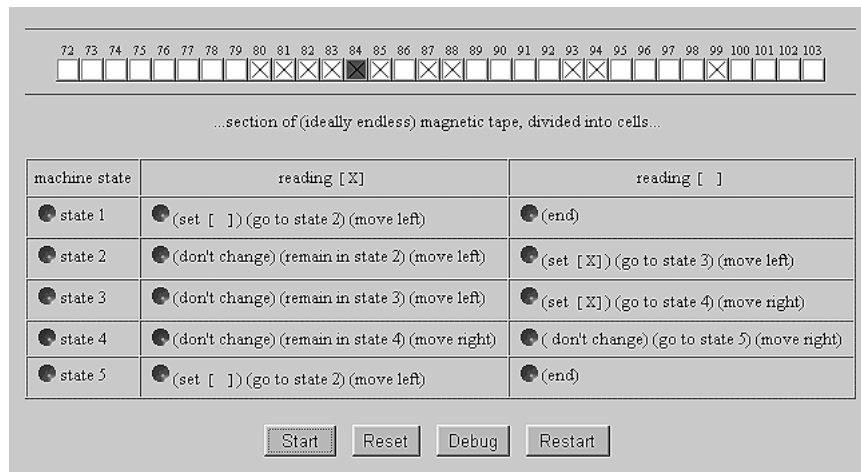 72 73 74 75 76 77 78 79 80 81 82 83 84 85 86 87 88 89 90 91 92 93 94 95 96 97 98 99 100 101 102 103
...section of (ideally endless) magnetic tape, divided into cells...
machine state reading [X] reading [ ]
state 1 (set [ ]) (go to state 2) (move left) (end)
state 2 (don't change) (remain in state 2) (move left) (set [X]) (go to state 3) (move left)
state 3 (don't change) (remain in state 3) (move left) (set [X]) (go to state 4) (move right)
state 4 (don't change) (remain in state 4) (move right) ( don't change) (go to state 5) (move right)
state 5 (set [ ]) (go to state 2) (move left) (end)
Start Reset Debug Restart